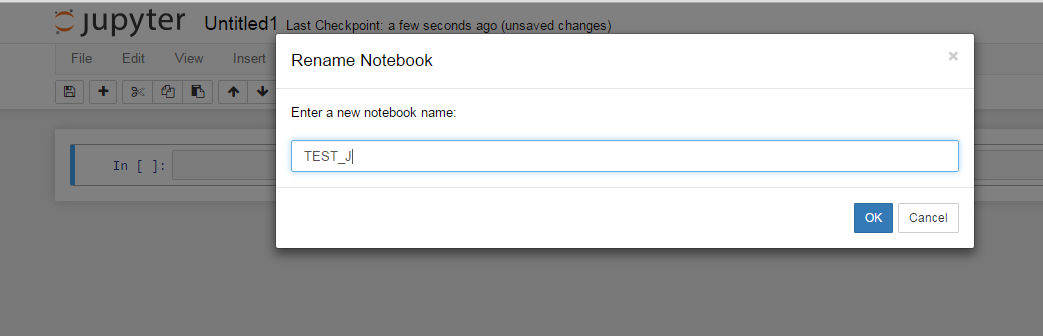 jupyter Untitled1 Last Checkpoint: a few seconds ago (unsaved changes)
File Edit View Insert
Rename Notebook ×
Enter a new notebook name:
In [ ]:
TEST_J
OK Cancel